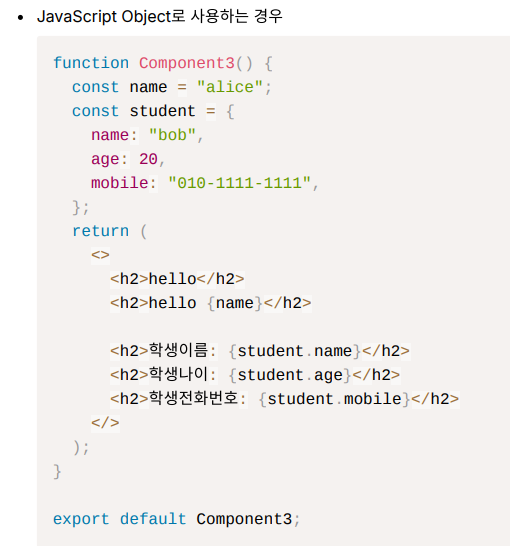 • JavaScript Object로 사용하는 경우
function Component3() {
  const name = "alice";
  const student = {
    name: "bob",
    age: 20,
    mobile: "010-1111-1111",
  };
  return (
    <>
      <h2>hello</h2>
      <h2>hello {name}</h2>

      <h2>학생이름: {student.name}</h2>
      <h2>학생나이: {student.age}</h2>
      <h2>학생전화번호: {student.mobile}</h2>
    </>
  );
}

export default Component3;